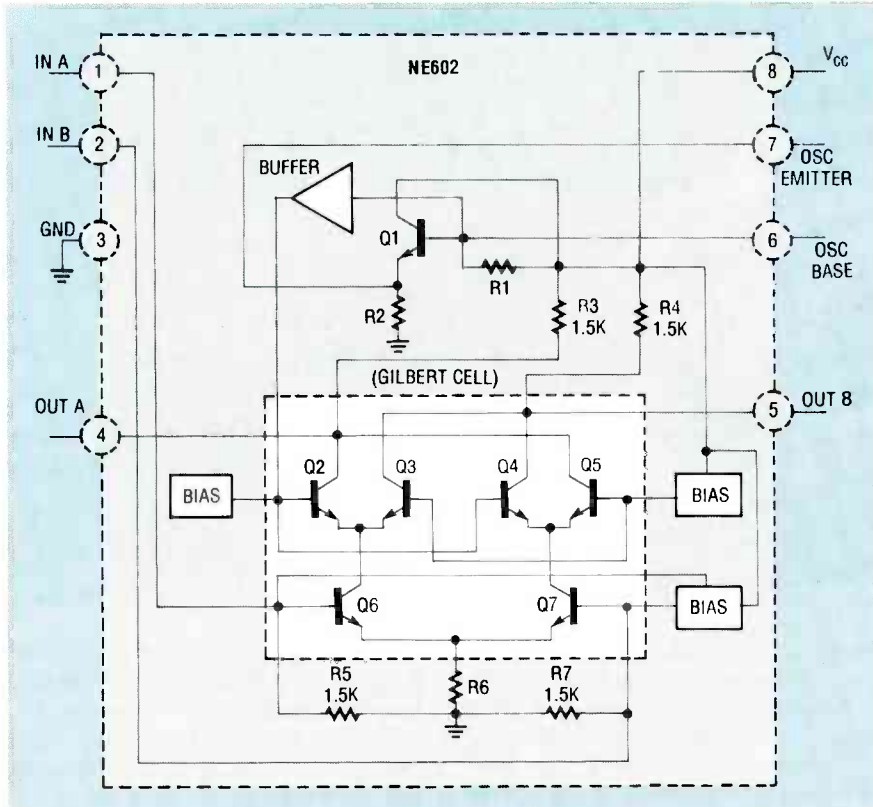 NE602
IN A
1
IN B
2
GND
3
OUT A
4
8
VCC
7
OSC
EMITTER
6
OSC
BASE
5
OUT 8
BUFFER
Q1
R1
R2
R3
1.5K
R4
1.5K
(GILBERT CELL)
BIAS
Q2
Q3
Q4
Q5
BIAS
Q6
Q7
BIAS
R5
1.5K
R6
R7
1.5K